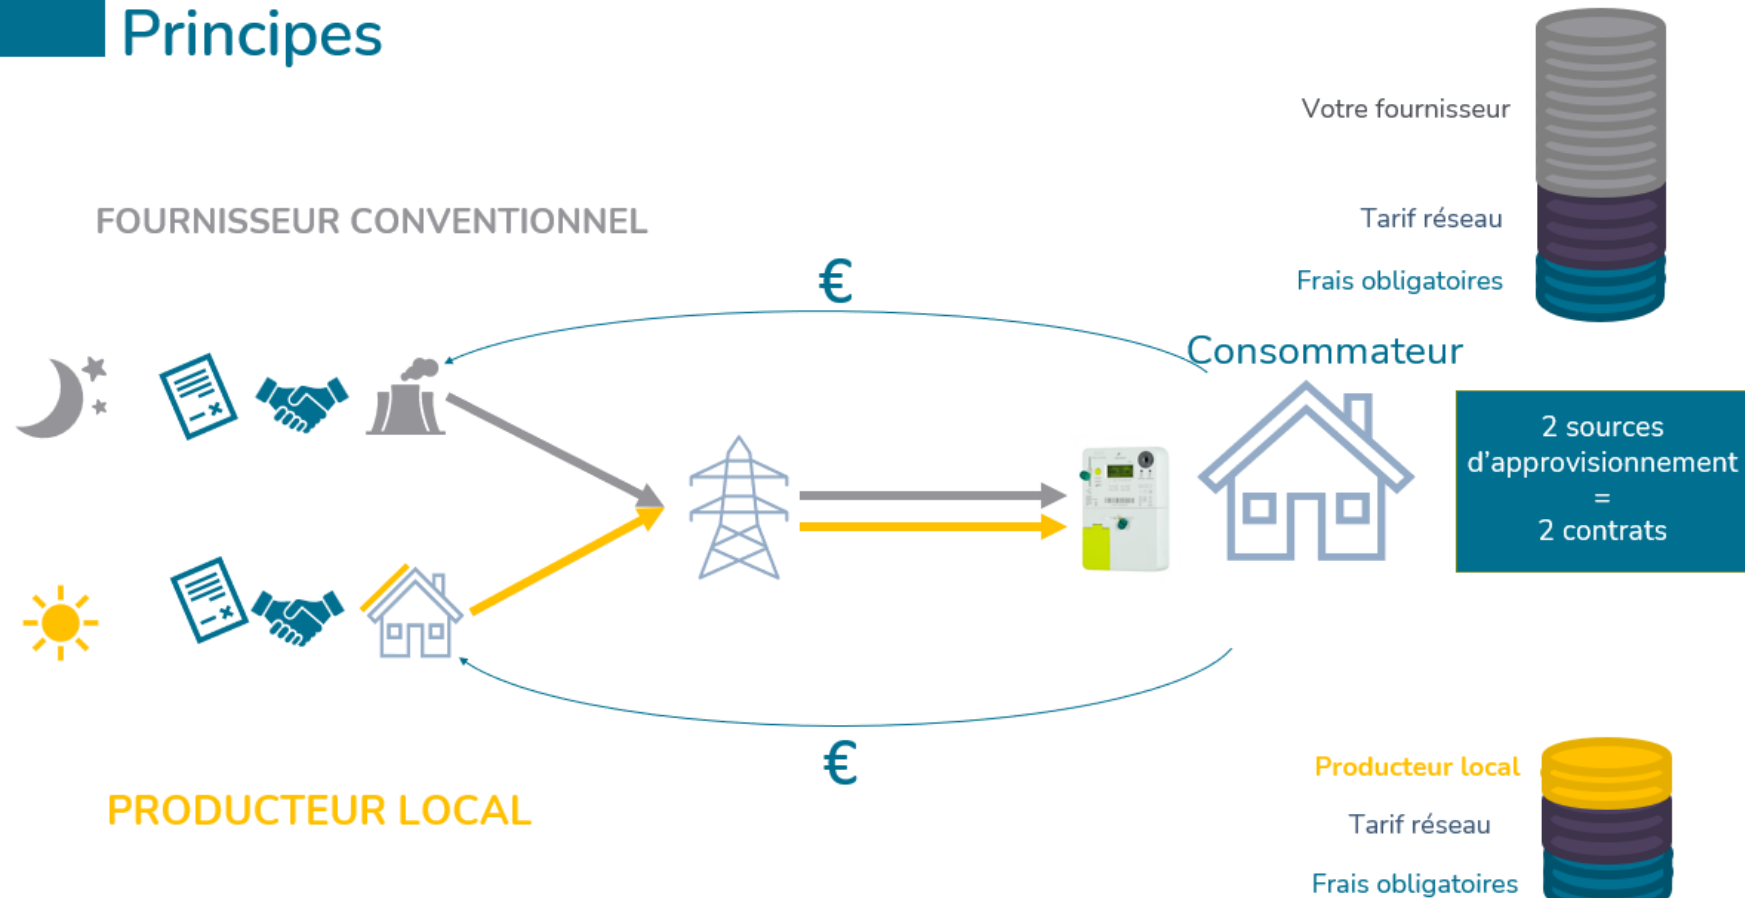 Principes
Votre fournisseur
FOURNISSEUR CONVENTIONNEL
Tarif réseau
Frais obligatoires
€
Consommateur
2 sources
d'approvisionnement
=
2 contrats
€
Producteur local
PRODUCTEUR LOCAL
Tarif réseau
Frais obligatoires